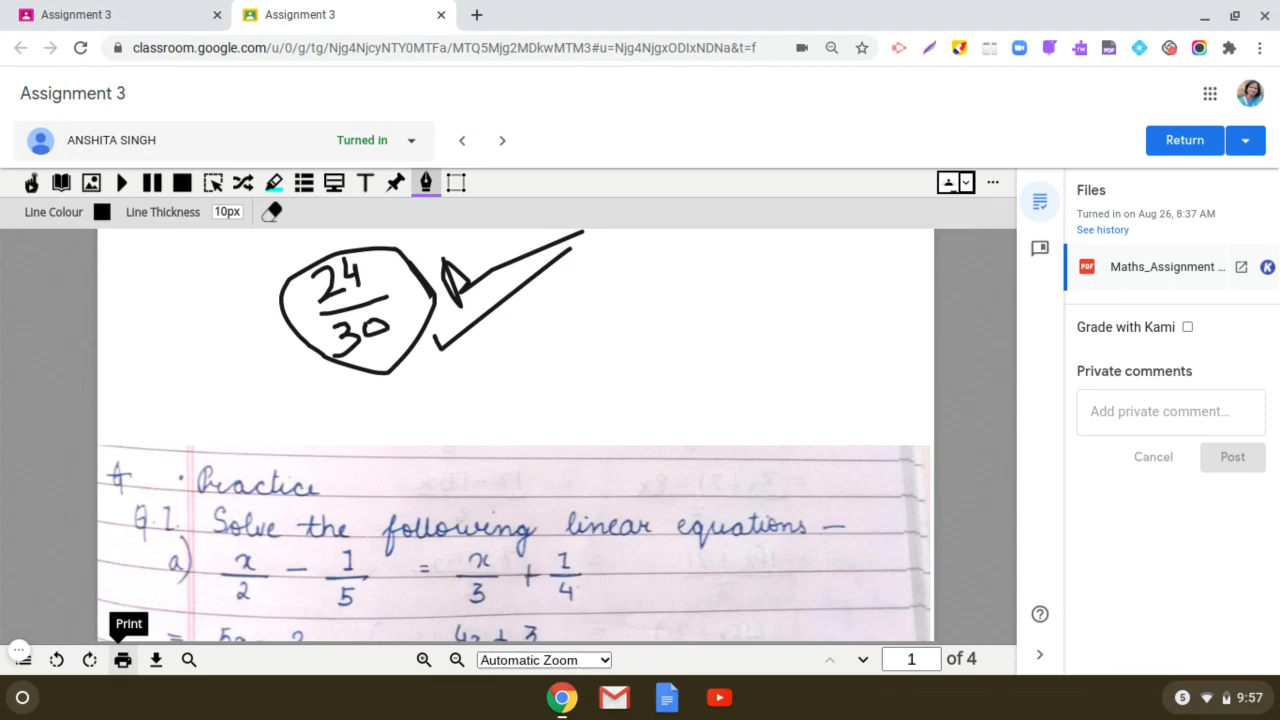 Assignment 3
Assignment 3
classroom.google.com/u/0/g/tg/Njg4NjcyNTY0MTFa/MTQ5Mjg2MDkwMTM3#u=Njg4NjgxODIxNDNa&t=f
Assignment 3
ANSHITA SINGH
Turned in
Return
Line Colour
Line Thickness
10px
24
30
• Practice
Q.1. Solve the following linear equations —
a) x/2 - 1/5 = x/3 + 1/4
Print
Automatic Zoom
1 of 4
Files
Turned in on Aug 26, 8:37 AM
See history
PDF
Maths_Assignment ...
K
Grade with Kami
Private comments
Add private comment…
Cancel
Post
5
9:57